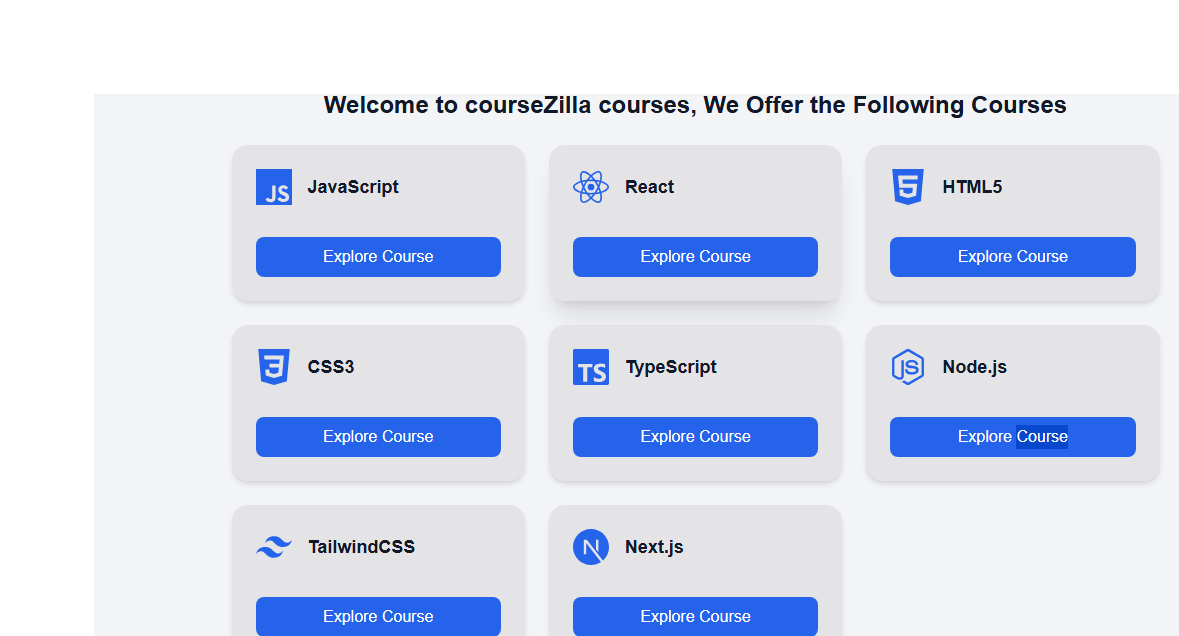 Welcome to courseZilla courses, We Offer the Following Courses
JS JavaScript
React
5 HTML5
Explore Course
Explore Course
Explore Course
3 CSS3
TS TypeScript
JS Node.js
Explore Course
Explore Course
Explore Course
TailwindCSS
N Next.js
Explore Course
Explore Course